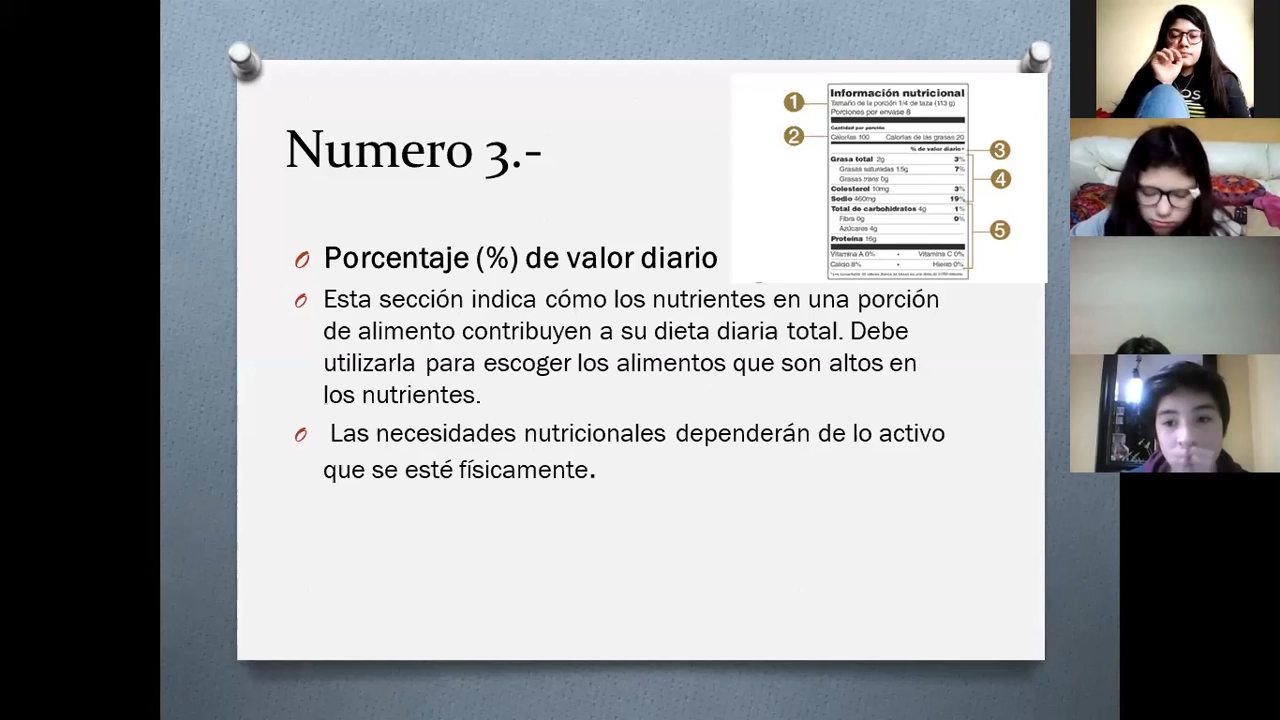 Numero 3.-
Información nutricional
Tamaño de la porción 1/4 de taza (113 g)
Porciones por envase 8
Cantidad por porción
Calorías 100 Calorías de las grasas 20
% de valor diario*
Grasa total 2g 3%
Grasas saturadas 1.5g 7%
Grasas trans 0g
Colesterol 10mg 3%
Sodio 460mg 19%
Total de carbohidratos 4g 1%
Fibra 0g 0%
Azúcares 4g
Proteína 16g
Vitamina A 0% • Vitamina C 0%
Calcio 8% • Hierro 0%
1
2
3
4
5
Porcentaje (%) de valor diario
Esta sección indica cómo los nutrientes en una porción
de alimento contribuyen a su dieta diaria total. Debe
utilizarla para escoger los alimentos que son altos en
los nutrientes.
Las necesidades nutricionales dependerán de lo activo
que se esté físicamente.